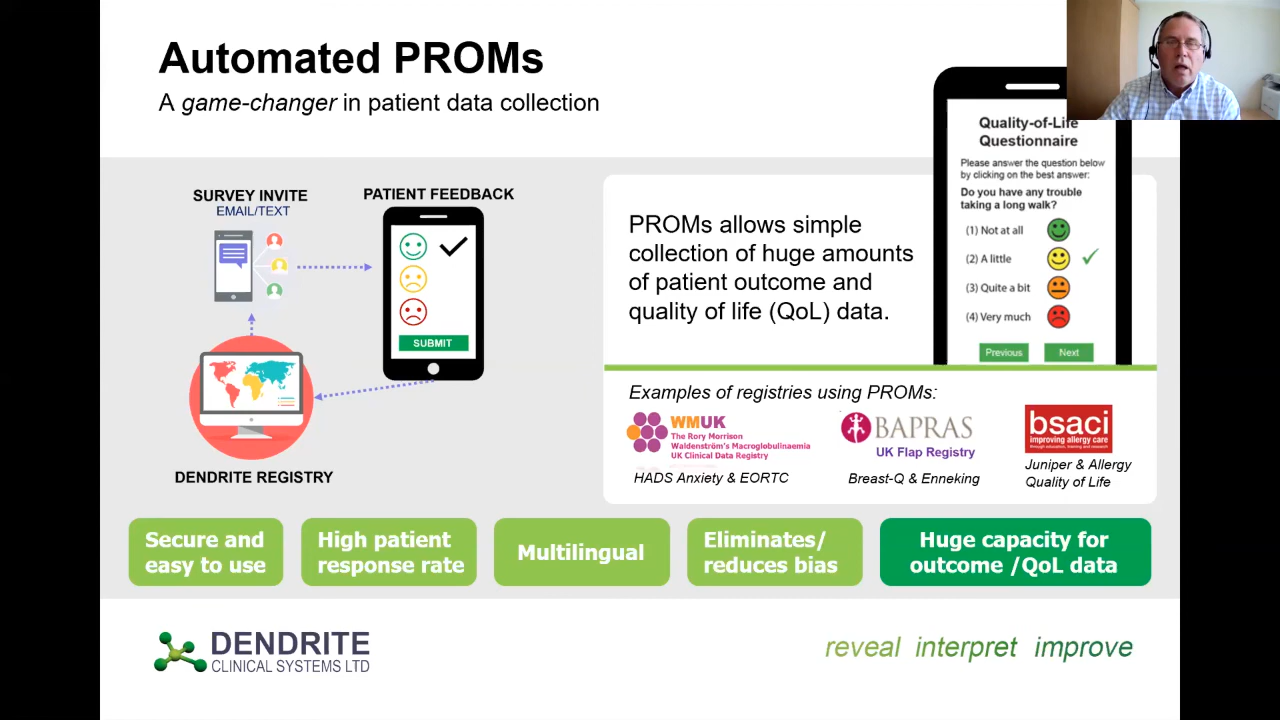 Automated PROMs
A game-changer in patient data collection
SURVEY INVITE
EMAIL/TEXT
PATIENT FEEDBACK
SUBMIT
DENDRITE REGISTRY
Quality-of-Life
Questionnaire
Please answer the question below
by clicking on the best answer:
Do you have any trouble
taking a long walk?
(1) Not at all
(2) A little
(3) Quite a bit
(4) Very much
Previous
Next
PROMs allows simple
collection of huge amounts
of patient outcome and
quality of life (QoL) data.
Examples of registries using PROMs:
WMUK
The Rory Morrison
Waldenström's Macroglobulinaemia
UK Clinical Data Registry
HADS Anxiety & EORTC
BAPRAS
UK Flap Registry
Breast-Q & Enneking
bsaci
improving allergy care
through education, training and research
Juniper & Allergy
Quality of Life
Secure and
easy to use
High patient
response rate
Multilingual
Eliminates/
reduces bias
Huge capacity for
outcome /QoL data
DENDRITE
CLINICAL SYSTEMS LTD
reveal interpret improve